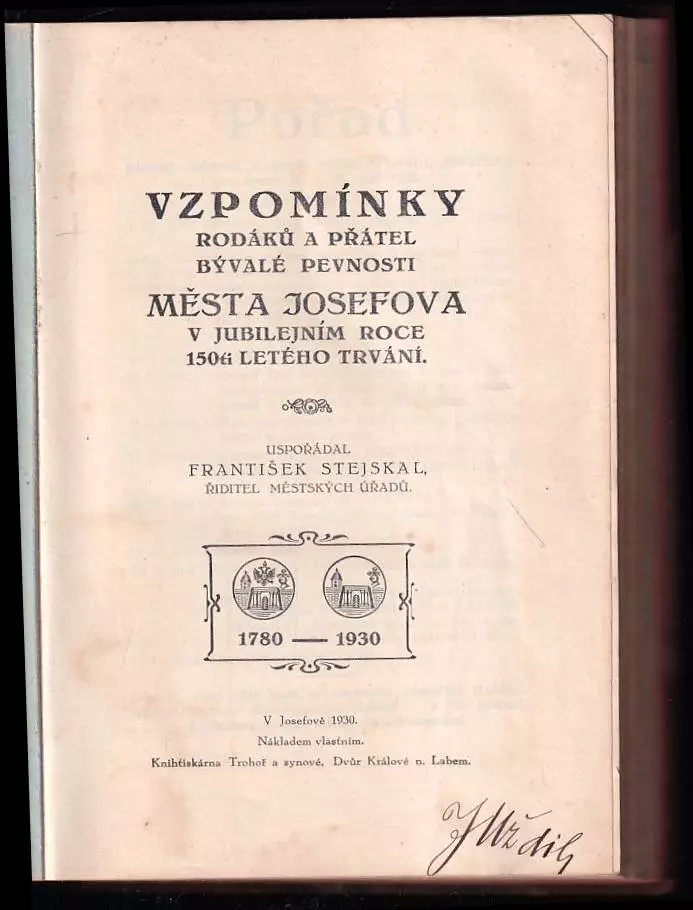 Pořad
VZPOMÍNKY
RODÁKŮ A PŘÁTEL
BÝVALÉ PEVNOSTI
MĚSTA JOSEFOVA
V JUBILEJNÍM ROCE
150ti LETÉHO TRVÁNÍ.
USPOŘÁDAL
FRANTIŠEK STEJSKAL,
ŘIDITEL MĚSTSKÝCH ÚŘADŮ.
1780 — 1930
V Josefově 1930.
Nákladem vlastním.
Knihtiskárna Trohoř a synové, Dvůr Králové n. Labem.